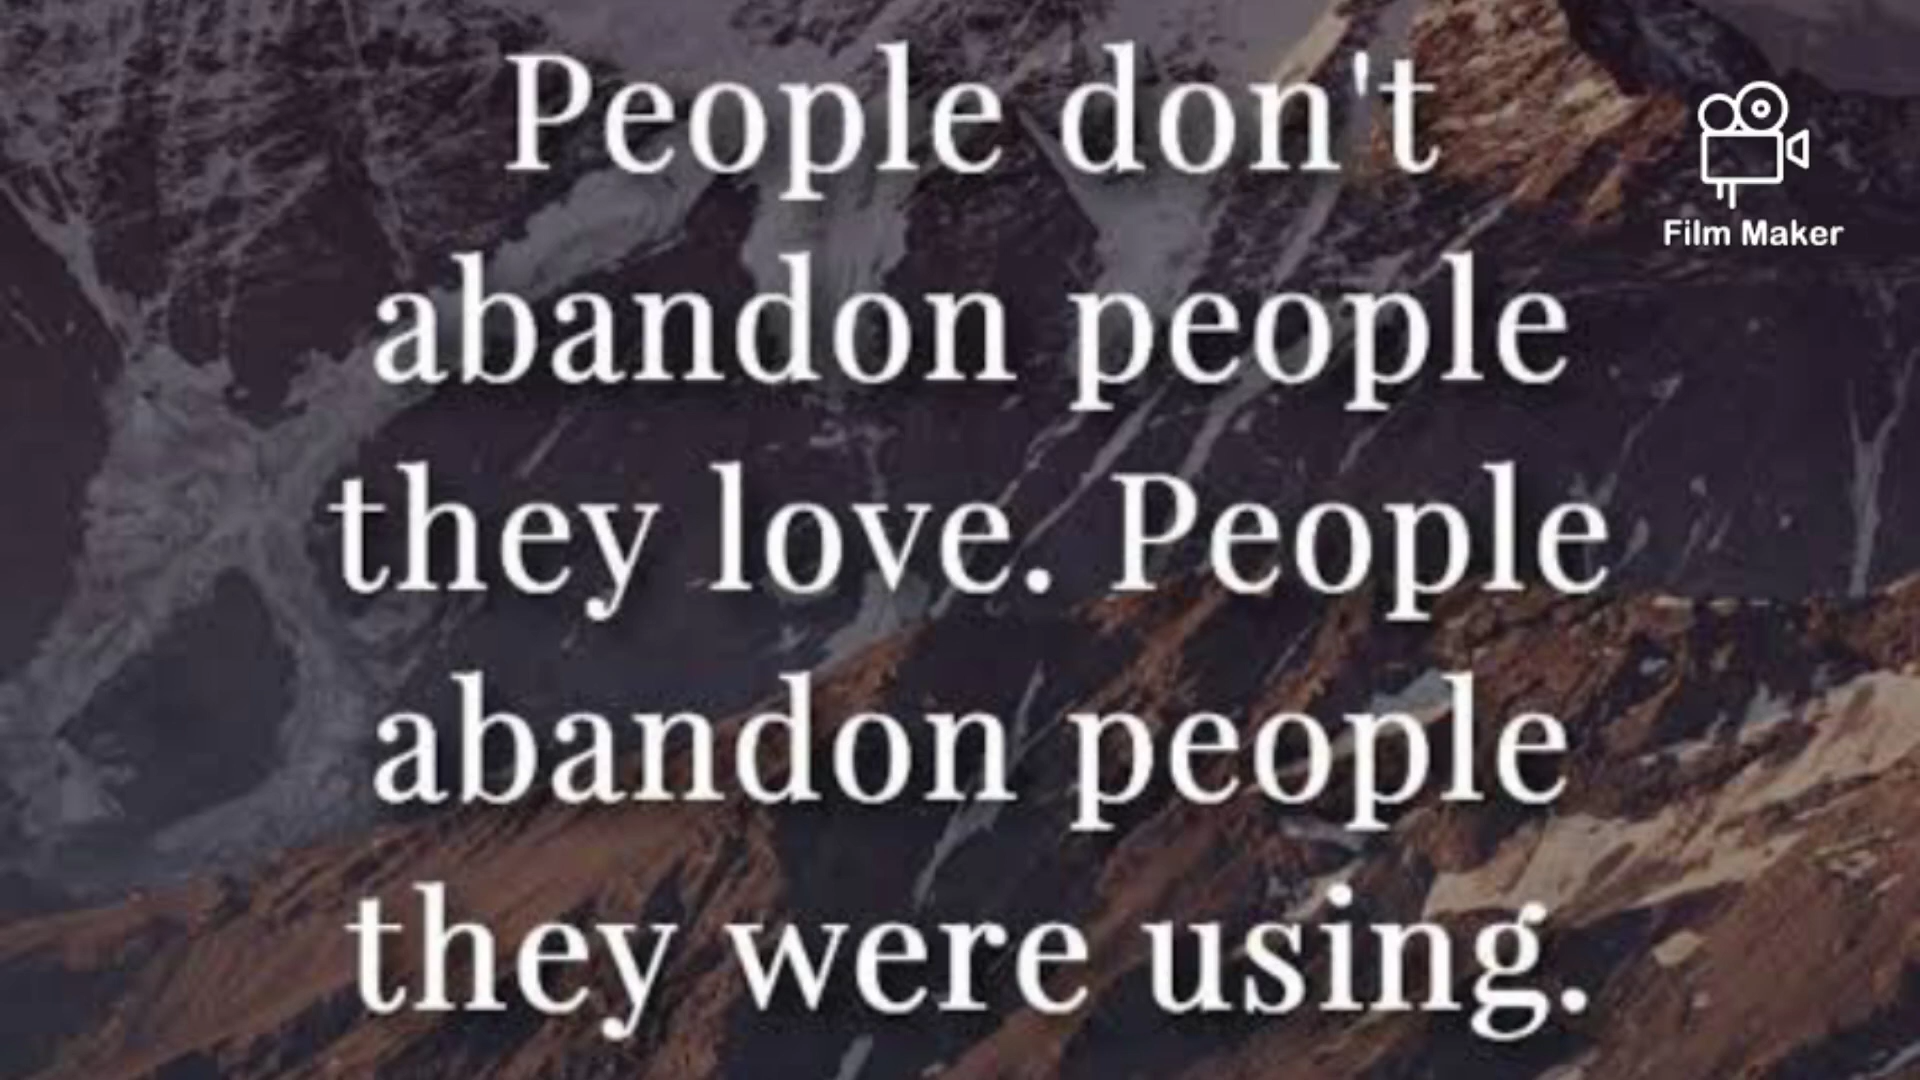 People don't
abandon people
they love. People
abandon people
they were using.
Film Maker